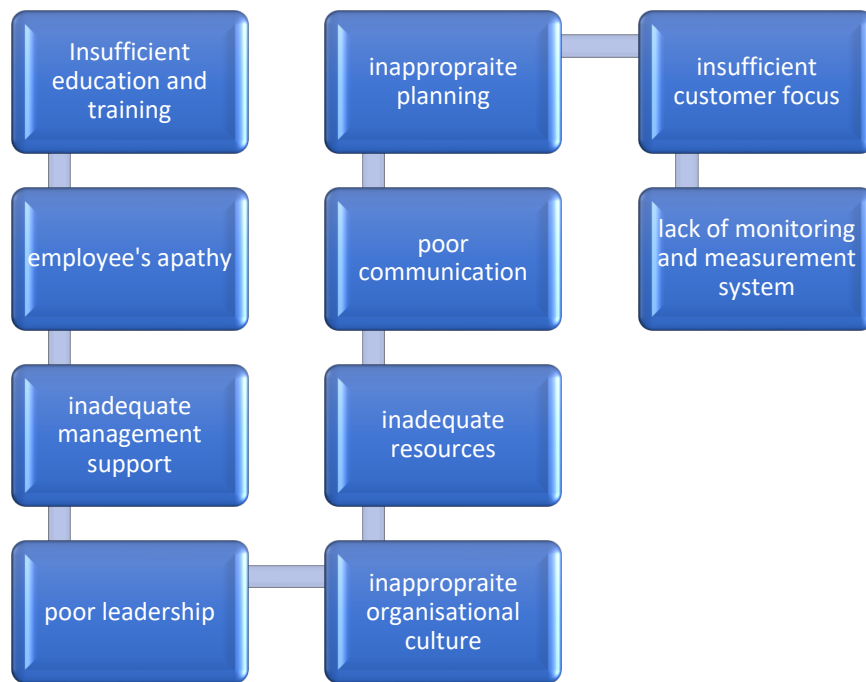 Insufficient
education and
training
employee's apathy
inadequate
management
support
poor leadership
inappropraite
organisational
culture
inadequate
resources
poor
communication
inappropraite
planning
insufficient
customer focus
lack of monitoring
and measurement
system